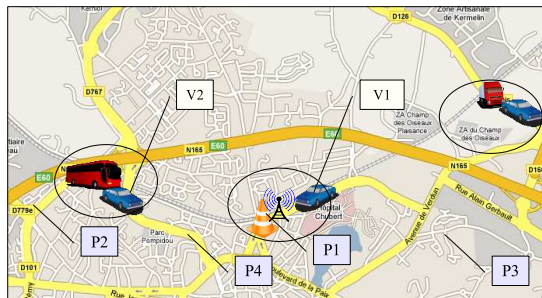 Kerniol
Zone Artisanale
de Kermelin
D126
D767
V2
V1
ZA Champ
des Oiseaux
Plaisance
ZA du Champ
des Oiseaux
E60
N165
E60
N165
E60
D779e
Hôpital
Chubert
Rue Alain Gerbault
Avenue de Verdun
P2
Parc
Pompidou
P1
D101
P4
Boulevard de la Paix
P3